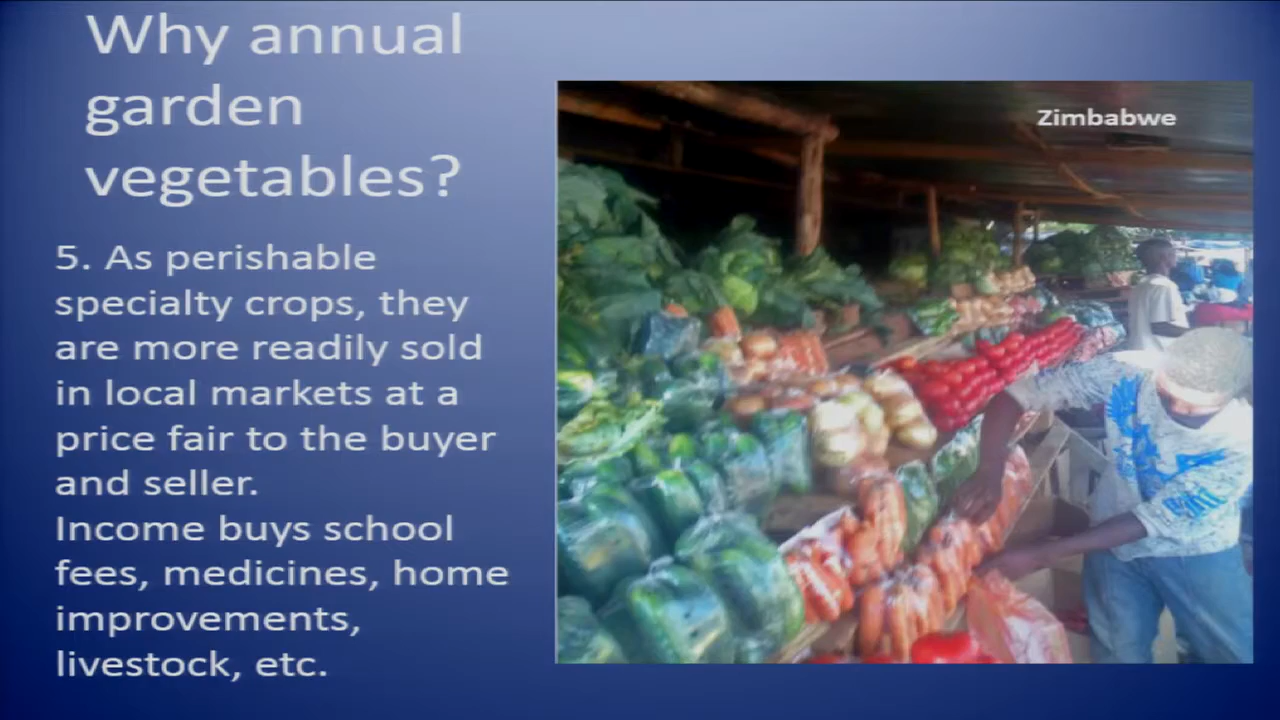 Why annual
garden
vegetables?
5. As perishable
specialty crops, they
are more readily sold
in local markets at a
price fair to the buyer
and seller.
Income buys school
fees, medicines, home
improvements,
livestock, etc.
Zimbabwe